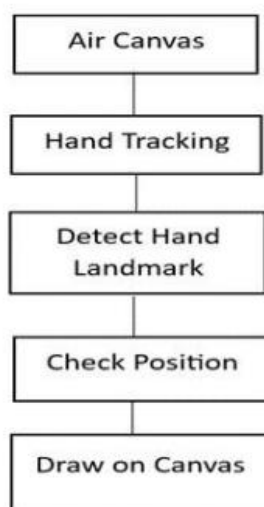 Air Canvas
Hand Tracking
Detect Hand
Landmark
Check Position
Draw on Canvas